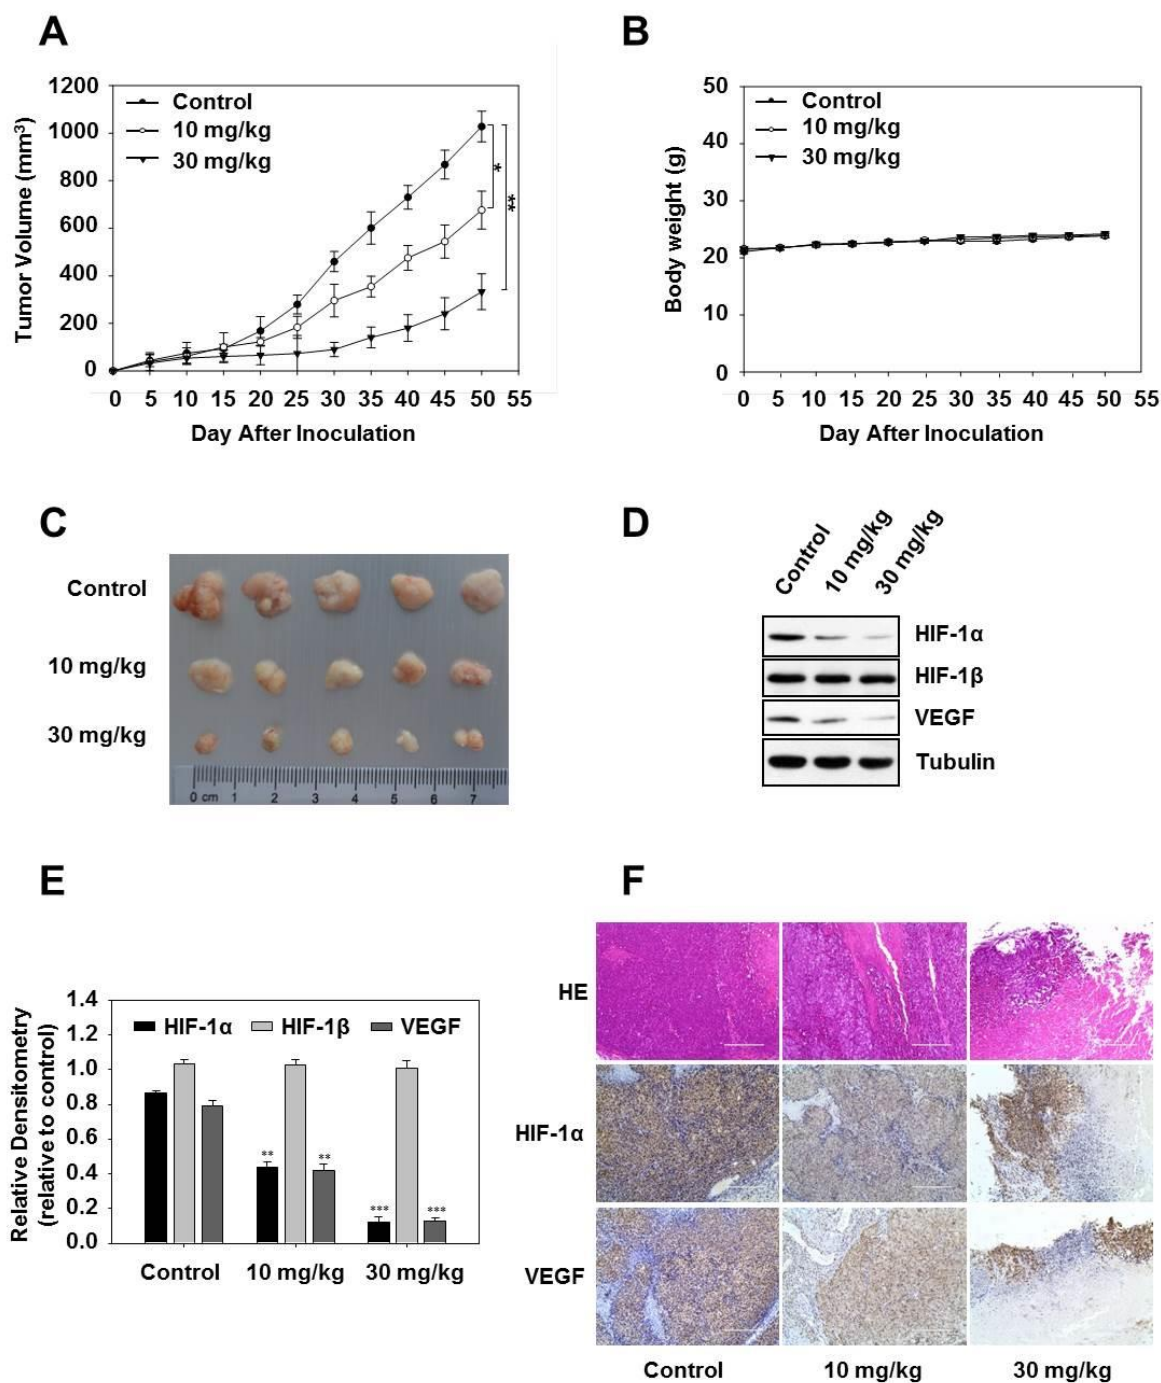 A
1200
1000
800
600
400
200
0
Tumor Volume (mm³)
Control
10 mg/kg
30 mg/kg
*
**
0 5 10 15 20 25 30 35 40 45 50 55
Day After Inoculation
B
50
40
30
20
10
0
Body weight (g)
Control
10 mg/kg
30 mg/kg
0 5 10 15 20 25 30 35 40 45 50 55
Day After Inoculation
C
Control
10 mg/kg
30 mg/kg
0 cm 1 2 3 4 5 6 7
D
Control 10 mg/kg 30 mg/kg
HIF-1α
HIF-1β
VEGF
Tubulin
E
1.4
1.2
1.0
0.8
0.6
0.4
0.2
0.0
Relative Densitometry
(relative to control)
HIF-1α HIF-1β VEGF
** **
*** ***
Control 10 mg/kg 30 mg/kg
F
HE
HIF-1α
VEGF
Control 10 mg/kg 30 mg/kg